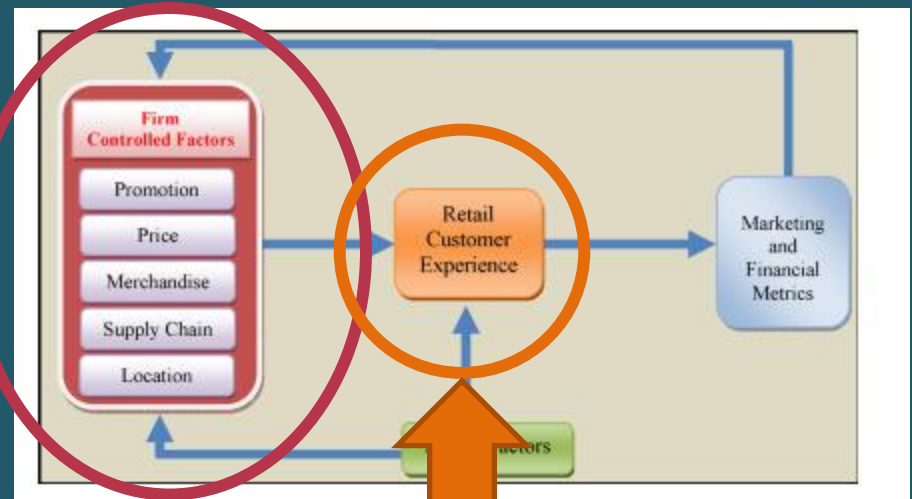 Firm
Controlled Factors
Promotion
Price
Merchandise
Supply Chain
Location
Retail
Customer
Experience
Marketing
and
Financial
Metrics